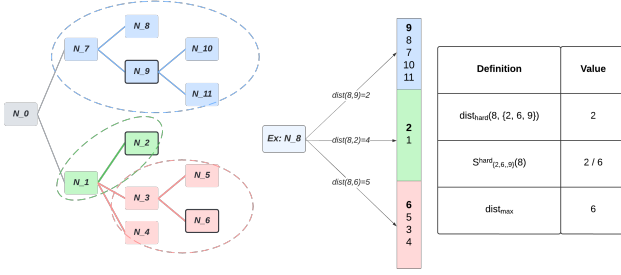 N_0
N_7
N_8
N_9
N_10
N_11
N_1
N_2
N_3
N_4
N_5
N_6
Ex: N_8
dist(8,9)=2
dist(8,2)=4
dist(8,6)=5
9
8
7
10
11
2
1
6
5
3
4
Definition Value
dist_hard(8, {2, 6, 9}) 2
S^hard_{2,6,,9}(8) 2 / 6
dist_max 6